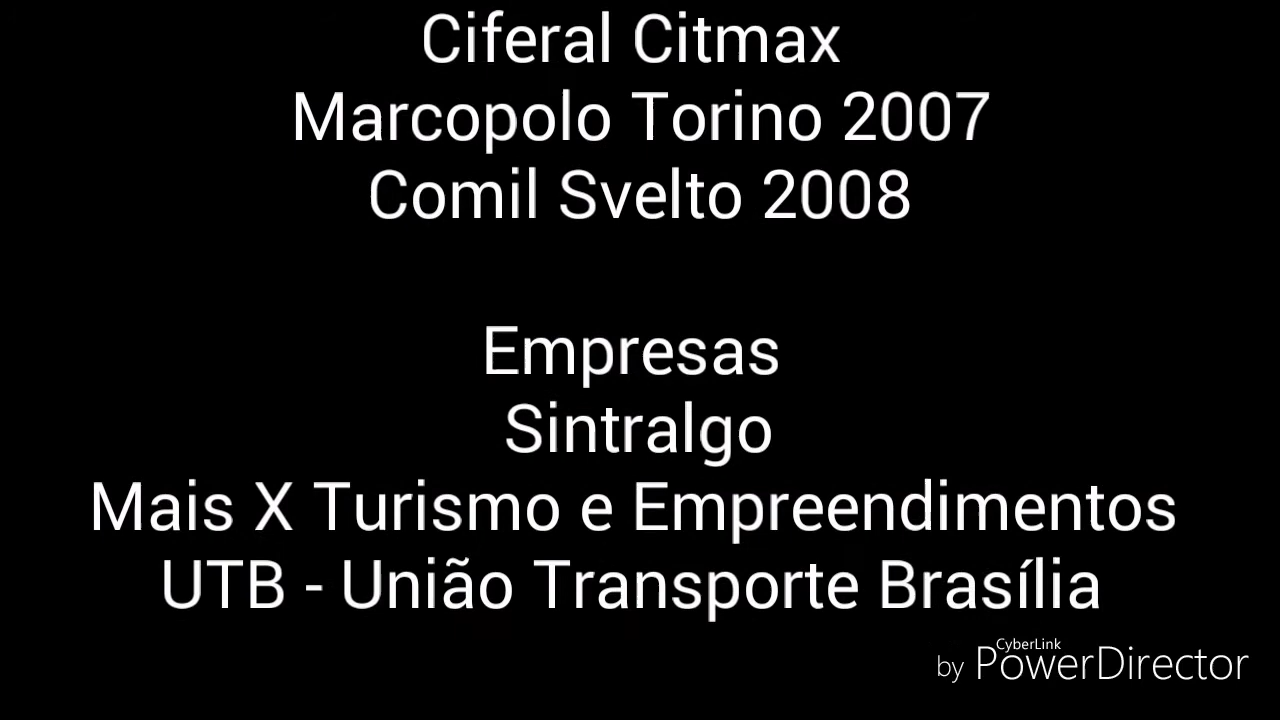 Ciferal Citmax
Marcopolo Torino 2007
Comil Svelto 2008
Empresas
Sintralgo
Mais X Turismo e Empreendimentos
UTB - União Transporte Brasília
CyberLink
by PowerDirector